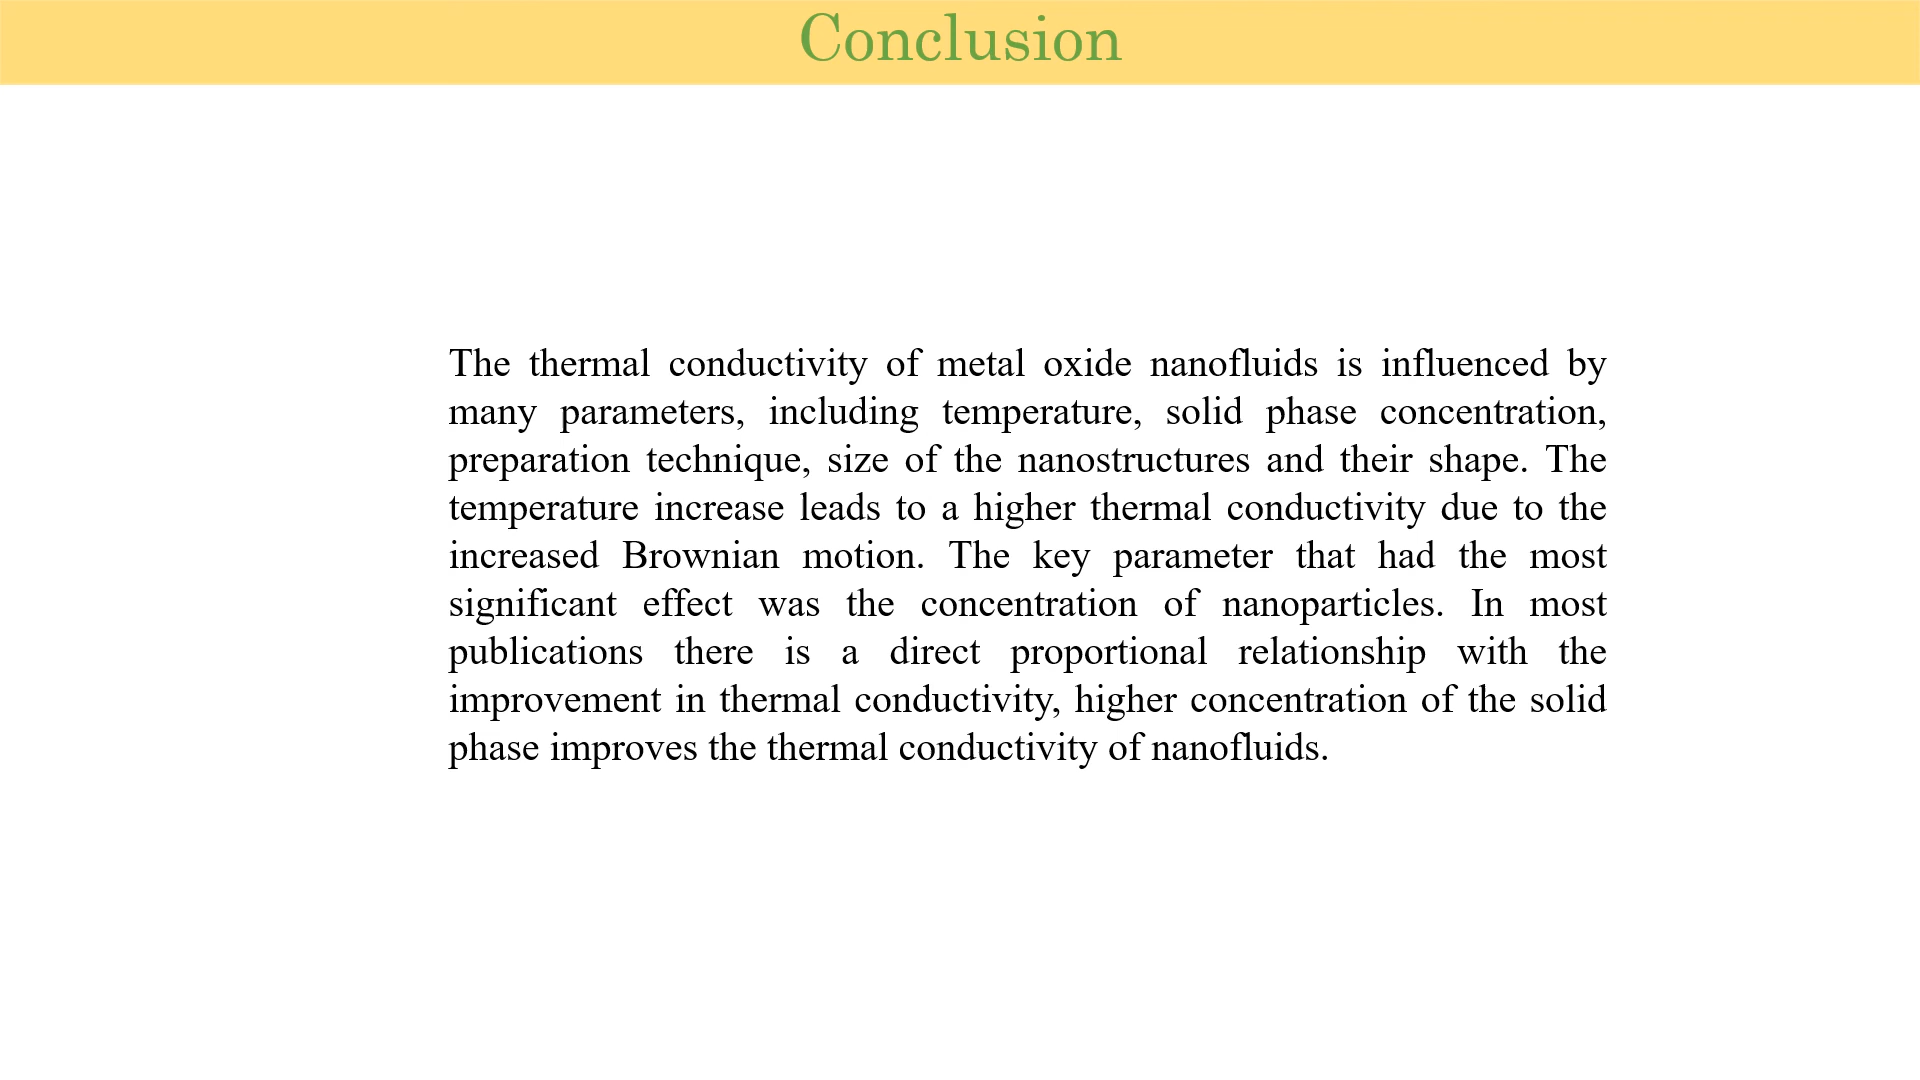 Conclusion
The thermal conductivity of metal oxide nanofluids is influenced by
many parameters, including temperature, solid phase concentration,
preparation technique, size of the nanostructures and their shape. The
temperature increase leads to a higher thermal conductivity due to the
increased Brownian motion. The key parameter that had the most
significant effect was the concentration of nanoparticles. In most
publications there is a direct proportional relationship with the
improvement in thermal conductivity, higher concentration of the solid
phase improves the thermal conductivity of nanofluids.